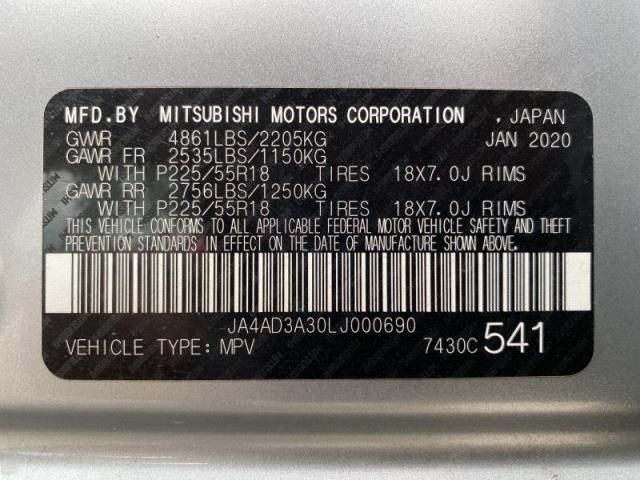 MFD.BY MITSUBISHI MOTORS CORPORATION , JAPAN
GVWR 4861LBS/2205KG JAN 2020
GAWR FR 2535LBS/1150KG
WITH P225/55R18 TIRES 18X7.0J RIMS
GAWR RR 2756LBS/1250KG
WITH P225/55R18 TIRES 18X7.0J RIMS
THIS VEHICLE CONFORMS TO ALL APPLICABLE FEDERAL MOTOR VEHICLE SAFETY AND THEFT
PREVENTION STANDARDS IN EFFECT ON THE DATE OF MANUFACTURE SHOWN ABOVE.
JA4AD3A30LJ000690
VEHICLE TYPE: MPV 7430C 541